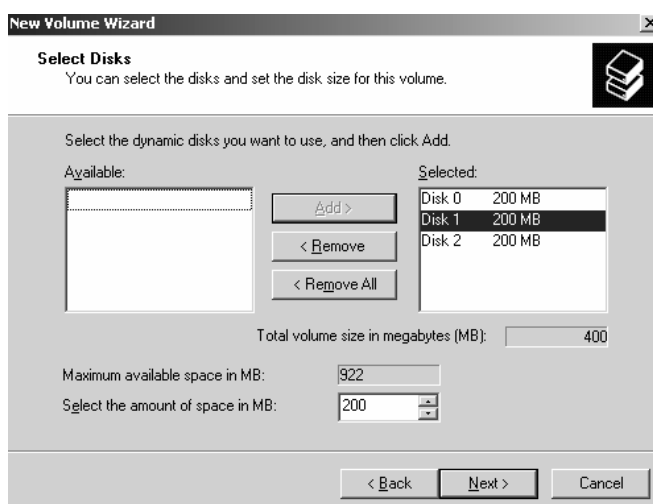 New Volume Wizard
Select Disks
You can select the disks and set the disk size for this volume.
Select the dynamic disks you want to use, and then click Add.
Available:
Selected:
Add >
< Remove
< Remove All
Disk 0 200 MB
Disk 1 200 MB
Disk 2 200 MB
Total volume size in megabytes (MB): 400
Maximum available space in MB: 922
Select the amount of space in MB: 200
< Back Next > Cancel